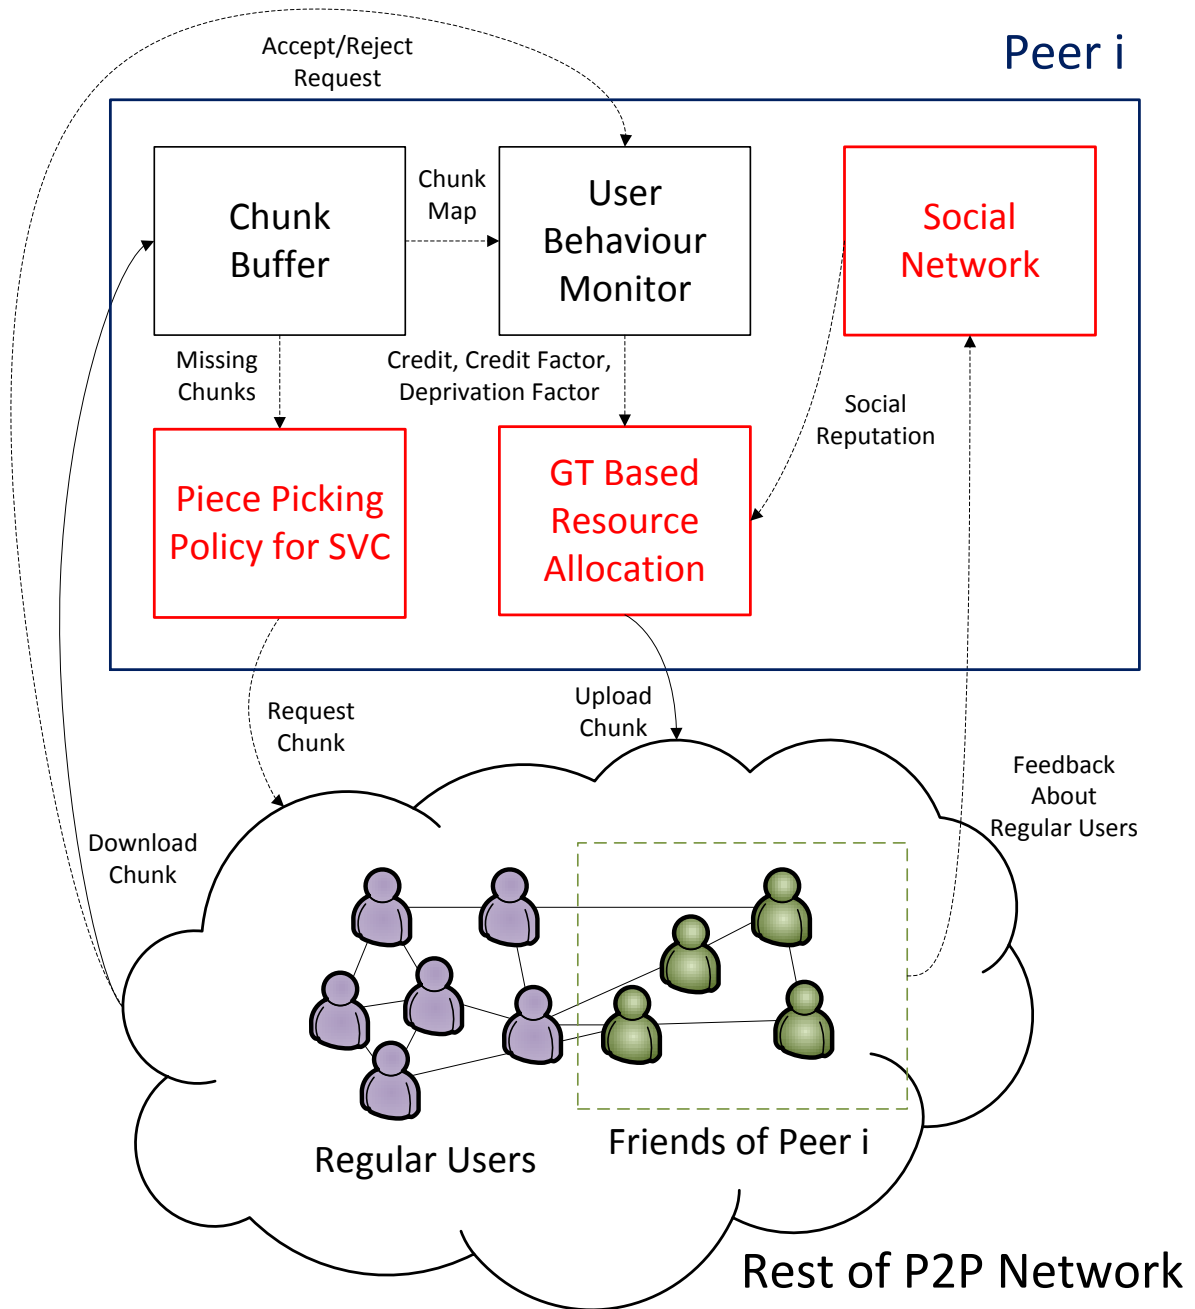 Accept/Reject
Request
Peer i
Chunk
Buffer
Chunk
Map
User
Behaviour
Monitor
Social
Network
Missing
Chunks
Credit, Credit Factor,
Deprivation Factor
Social
Reputation
Piece Picking
Policy for SVC
GT Based
Resource
Allocation
Request
Chunk
Upload
Chunk
Feedback
About
Regular Users
Download
Chunk
Regular Users
Friends of Peer i
Rest of P2P Network